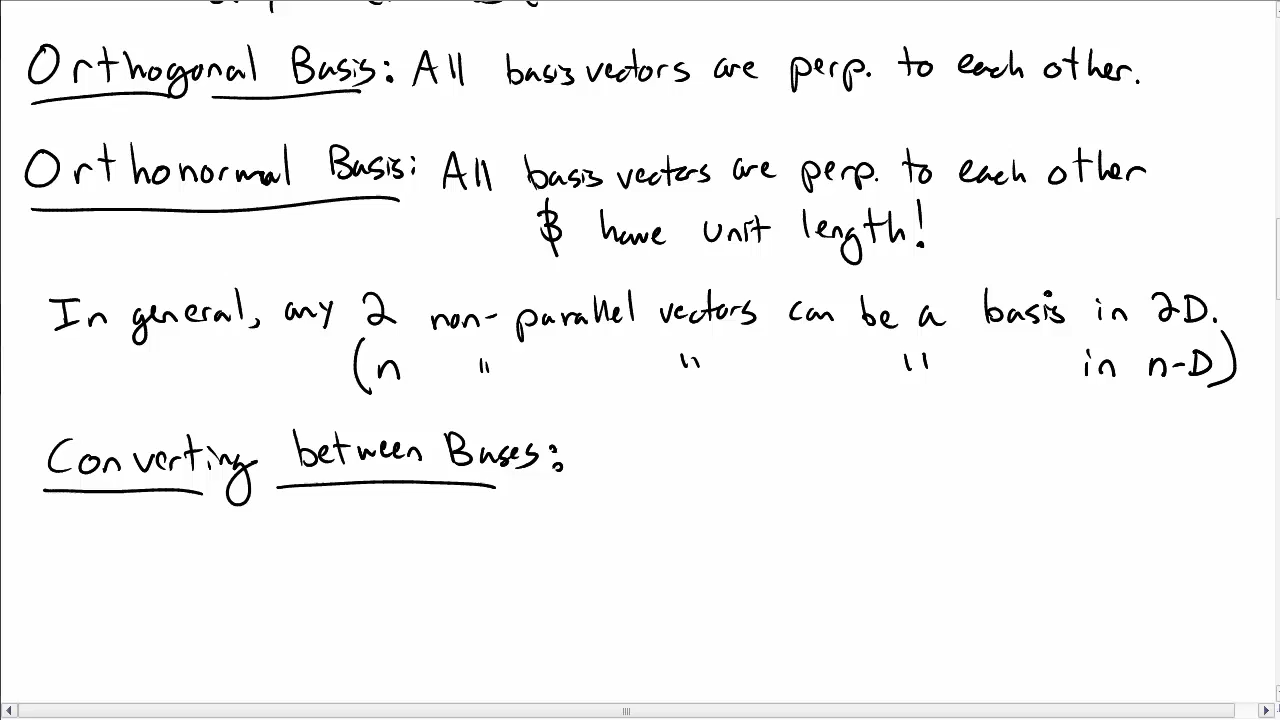 Orthogonal Basis: All basis vectors are perp. to each other.
Orthonormal Basis: All basis vectors are perp. to each other
& have unit length!
In general, any 2 non-parallel vectors can be a basis in 2D.
(n " " " in n-D)
Converting between Bases: